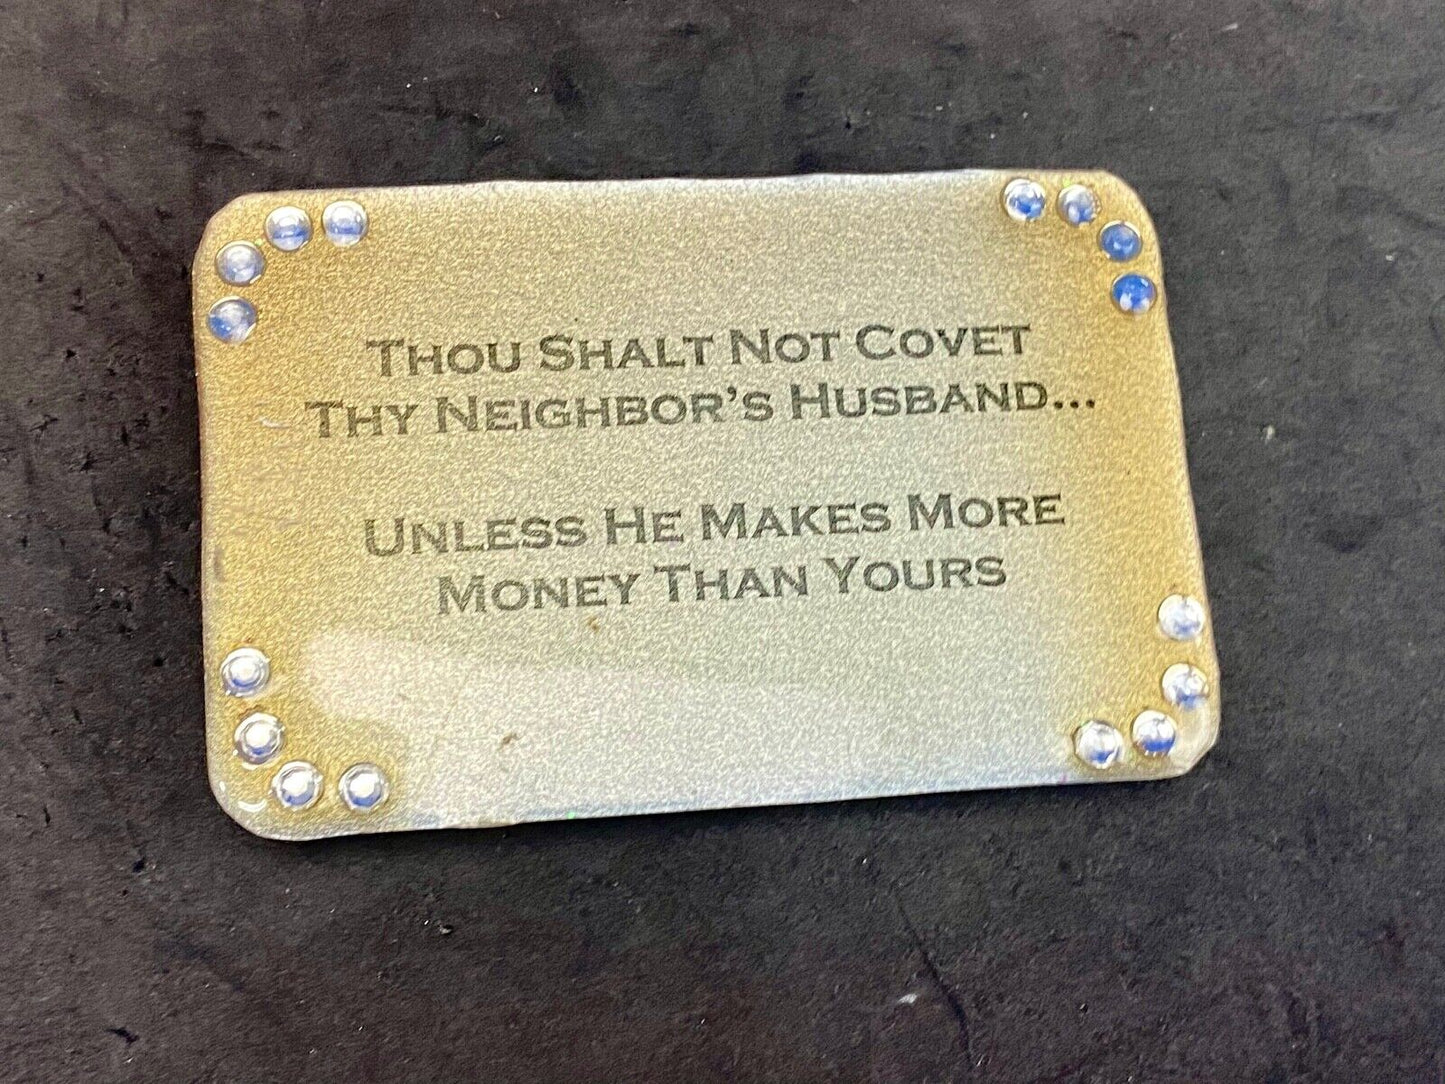 Thou Shalt Not Covet
Thy Neighbor's Husband...
Unless He Makes More
Money Than Yours